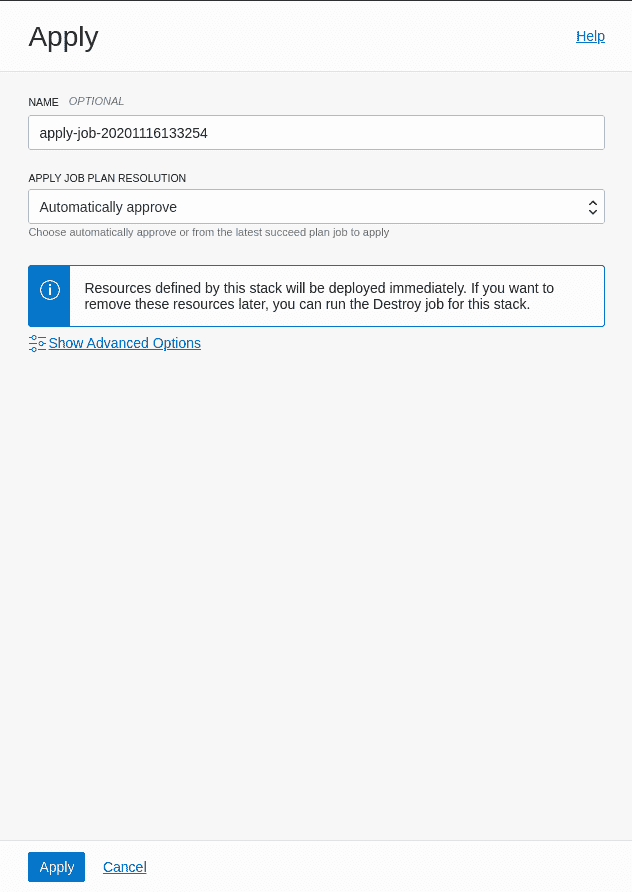 Apply
Help
NAME OPTIONAL
apply-job-20201116133254
APPLY JOB PLAN RESOLUTION
Automatically approve
Choose automatically approve or from the latest succeed plan job to apply
Resources defined by this stack will be deployed immediately. If you want to
remove these resources later, you can run the Destroy job for this stack.
Show Advanced Options
Apply Cancel